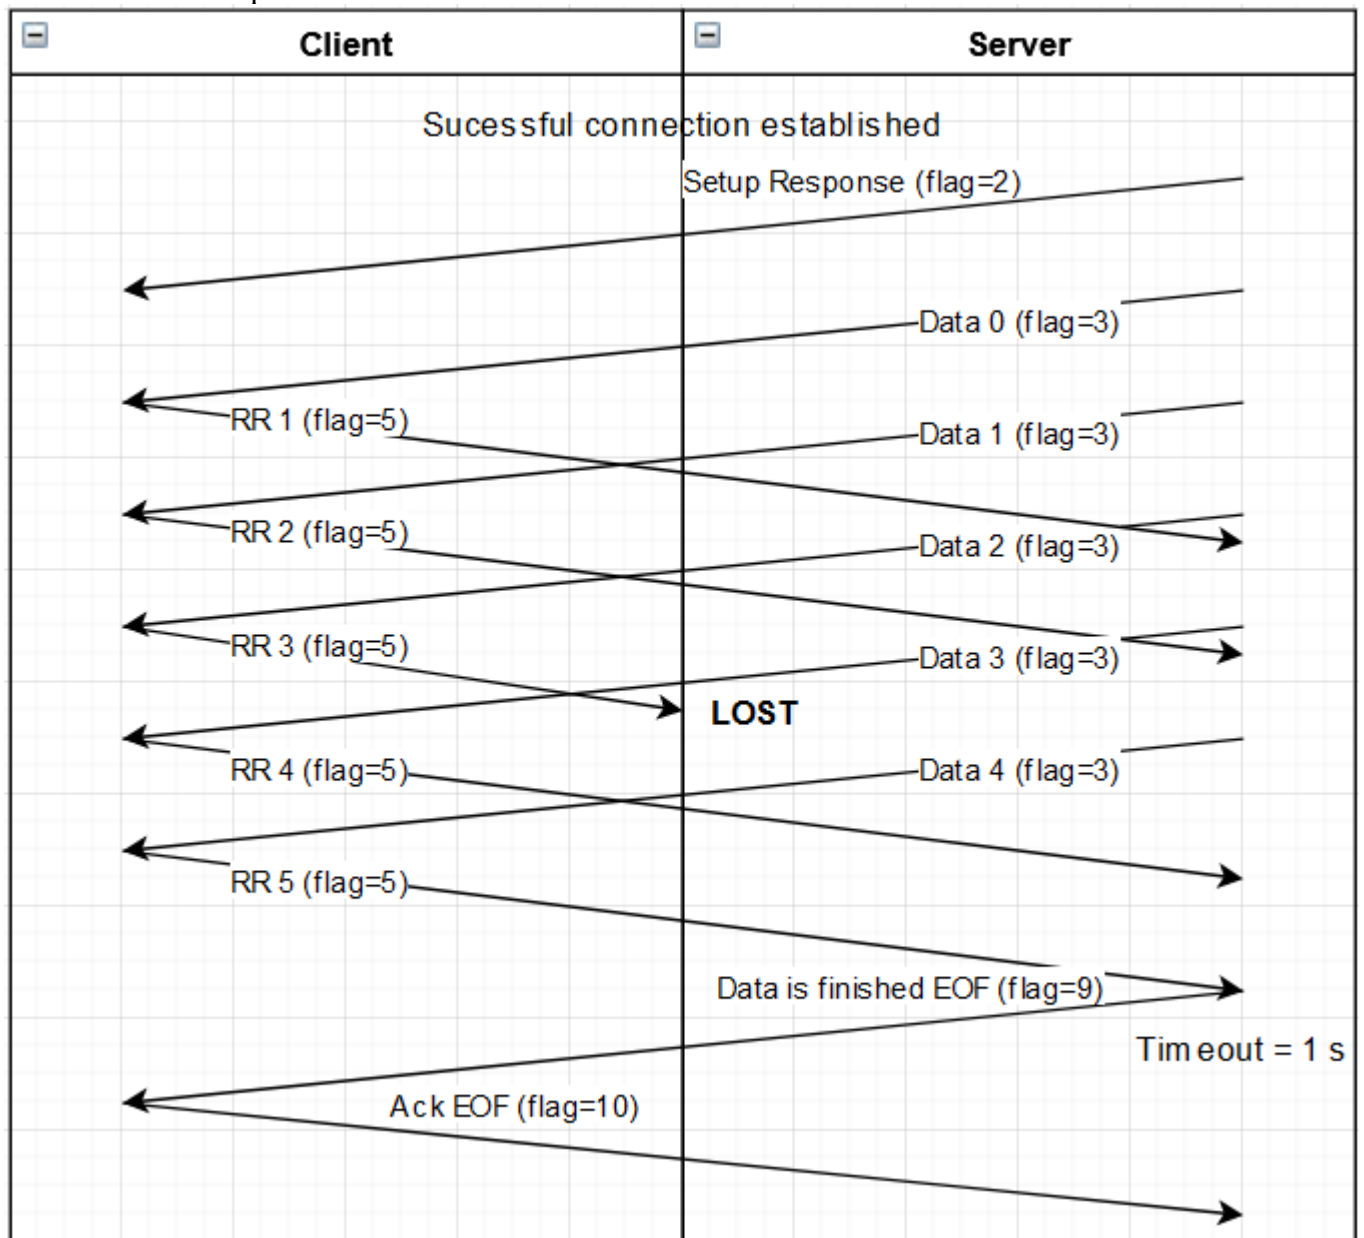 Client
Server
Sucessful connection established
Setup Response (flag=2)
Data 0 (flag=3)
RR 1 (flag=5)
Data 1 (flag=3)
RR 2 (flag=5)
Data 2 (flag=3)
RR 3 (flag=5)
Data 3 (flag=3)
LOST
RR 4 (flag=5)
Data 4 (flag=3)
RR 5 (flag=5)
Data is finished EOF (flag=9)
Timeout = 1 s
Ack EOF (flag=10)